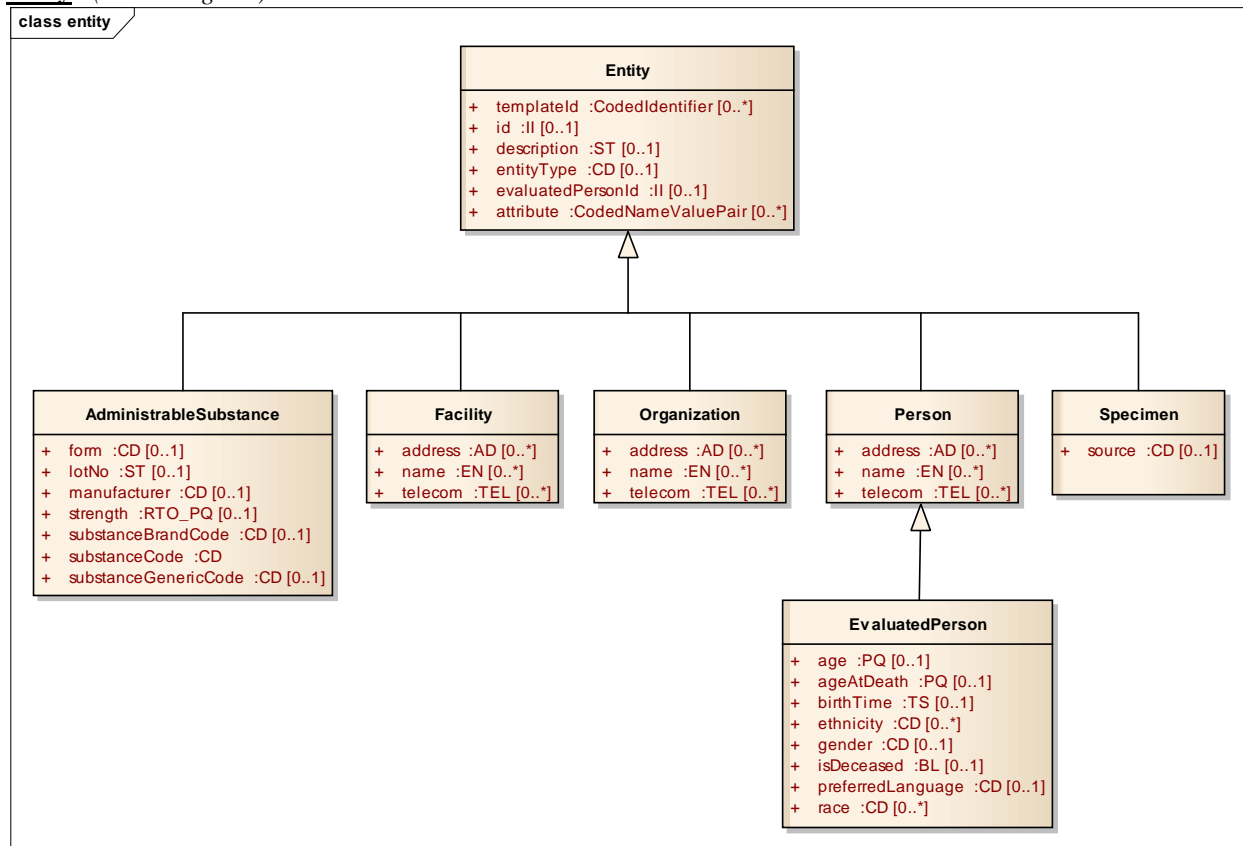 class entity
Entity
+ templateId :CodedIdentifier [0..*]
+ id :II [0..1]
+ description :ST [0..1]
+ entityType :CD [0..1]
+ evaluatedPersonId :II [0..1]
+ attribute :CodedNameValuePair [0..*]
AdministrableSubstance
+ form :CD [0..1]
+ lotNo :ST [0..1]
+ manufacturer :CD [0..1]
+ strength :RTO_PQ [0..1]
+ substanceBrandCode :CD [0..1]
+ substanceCode :CD
+ substanceGenericCode :CD [0..1]
Facility
+ address :AD [0..*]
+ name :EN [0..*]
+ telecom :TEL [0..*]
Organization
+ address :AD [0..*]
+ name :EN [0..*]
+ telecom :TEL [0..*]
Person
+ address :AD [0..*]
+ name :EN [0..*]
+ telecom :TEL [0..*]
Specimen
+ source :CD [0..1]
EvaluatedPerson
+ age :PQ [0..1]
+ ageAtDeath :PQ [0..1]
+ birthTime :TS [0..1]
+ ethnicity :CD [0..*]
+ gender :CD [0..1]
+ isDeceased :BL [0..1]
+ preferredLanguage :CD [0..1]
+ race :CD [0..*]